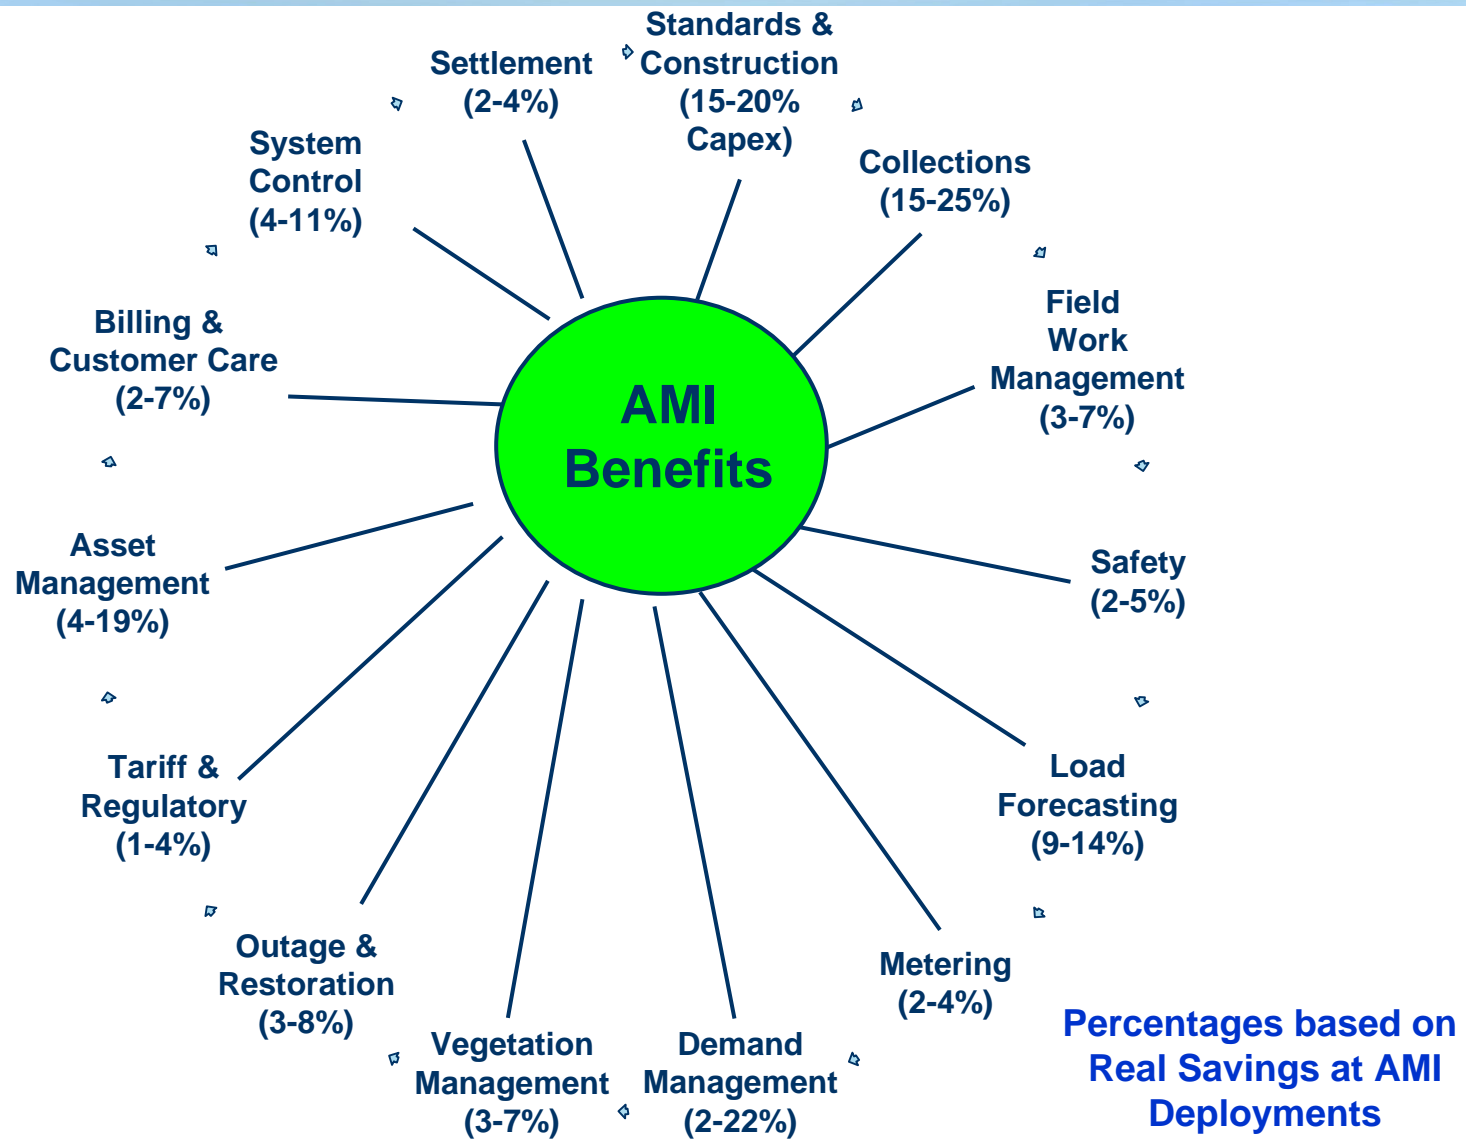 Standards &
Construction
(15-20%
Capex)
Settlement
(2-4%)
System
Control
(4-11%)
Collections
(15-25%)
Billing &
Customer Care
(2-7%)
Field
Work
Management
(3-7%)
AMI
Benefits
Asset
Management
(4-19%)
Safety
(2-5%)
Tariff &
Regulatory
(1-4%)
Load
Forecasting
(9-14%)
Outage &
Restoration
(3-8%)
Metering
(2-4%)
Vegetation
Management
(3-7%)
Demand
Management
(2-22%)
Percentages based on
Real Savings at AMI
Deployments